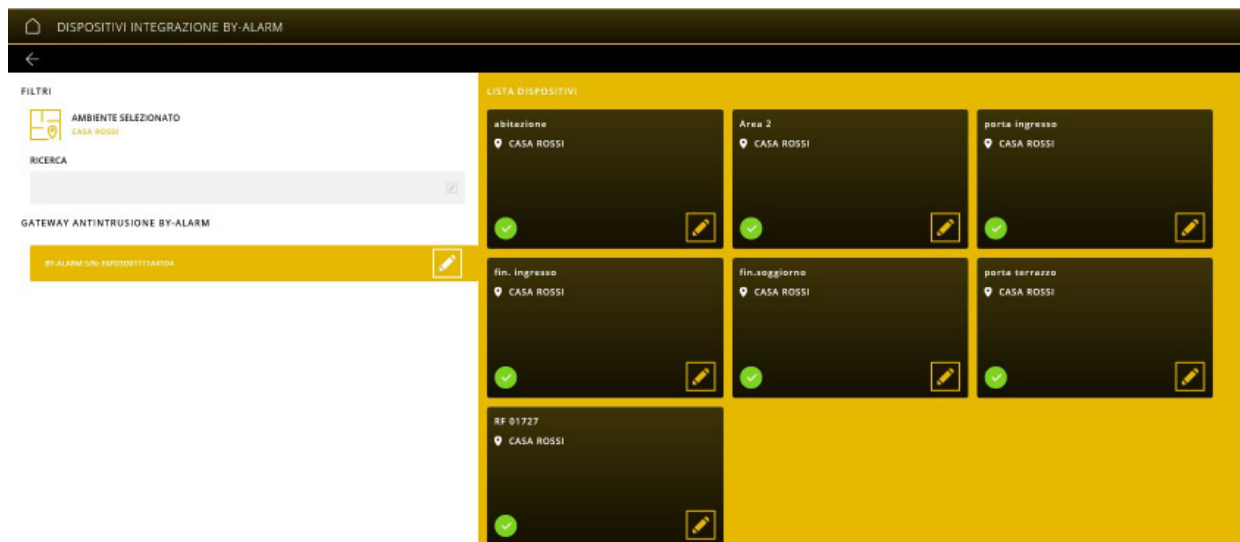 DISPOSITIVI INTEGRAZIONE BY-ALARM
FILTRI
AMBIENTE SELEZIONATO
CASA ROSSI
RICERCA
GATEWAY ANTINTRUSIONE BY-ALARM
BY-ALARM S/N:
LISTA DISPOSITIVI
abitazione
CASA ROSSI
Area 2
CASA ROSSI
porta ingresso
CASA ROSSI
fin. ingresso
CASA ROSSI
fin.soggiorno
CASA ROSSI
porta terrazzo
CASA ROSSI
RF 01727
CASA ROSSI